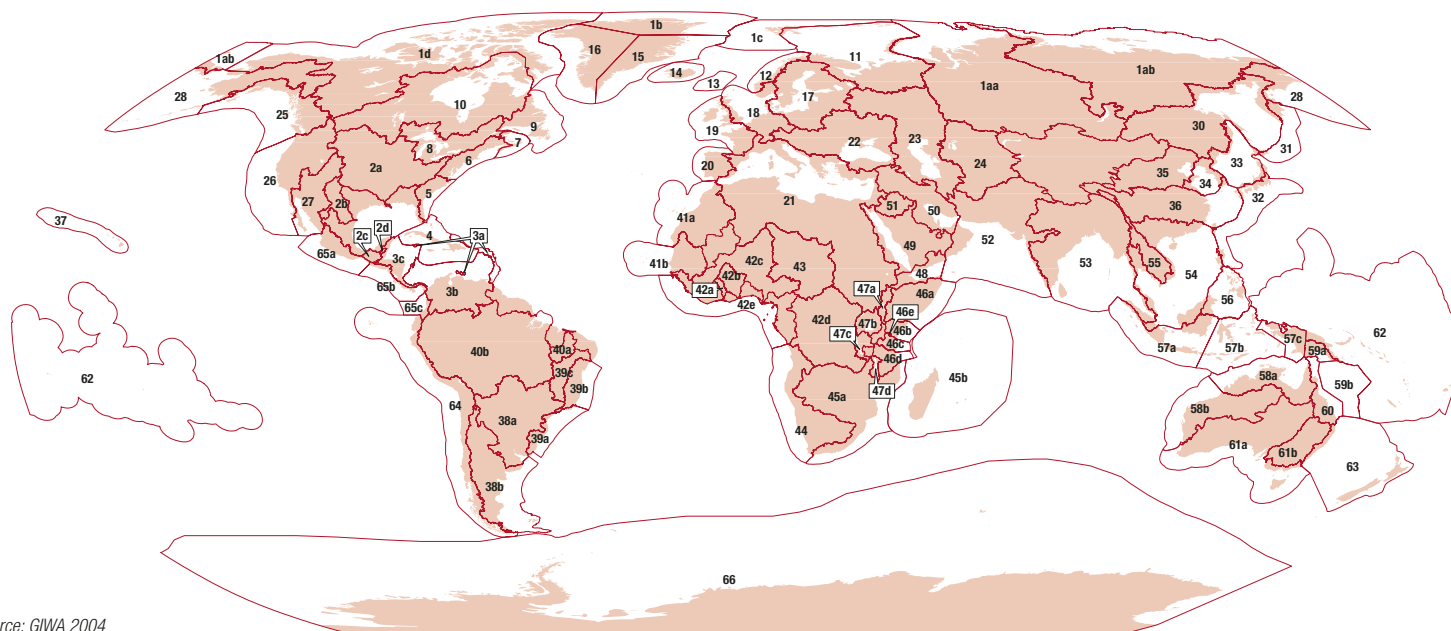 1b
1c
1d
1ab
16
15
14
13
12
11
1aa
1ab
28
28
25
10
9
7
8
6
17
18
19
20
22
23
24
30
31
33
35
34
36
32
2a
26
27
2b
5
37
2c
2d
4
3a
3c
65a
65b
65c
3b
21
51
50
49
52
48
41a
41b
42c
42b
42a
42e
43
42d
47a
46a
46e
46b
47b
47c
46c
46d
47d
45b
45a
44
53
55
54
56
57a
57b
57c
59a
59b
58a
58b
60
61a
61b
62
62
63
40a
40b
39c
39b
38a
39a
38b
64
66
rce: GIWA 2004